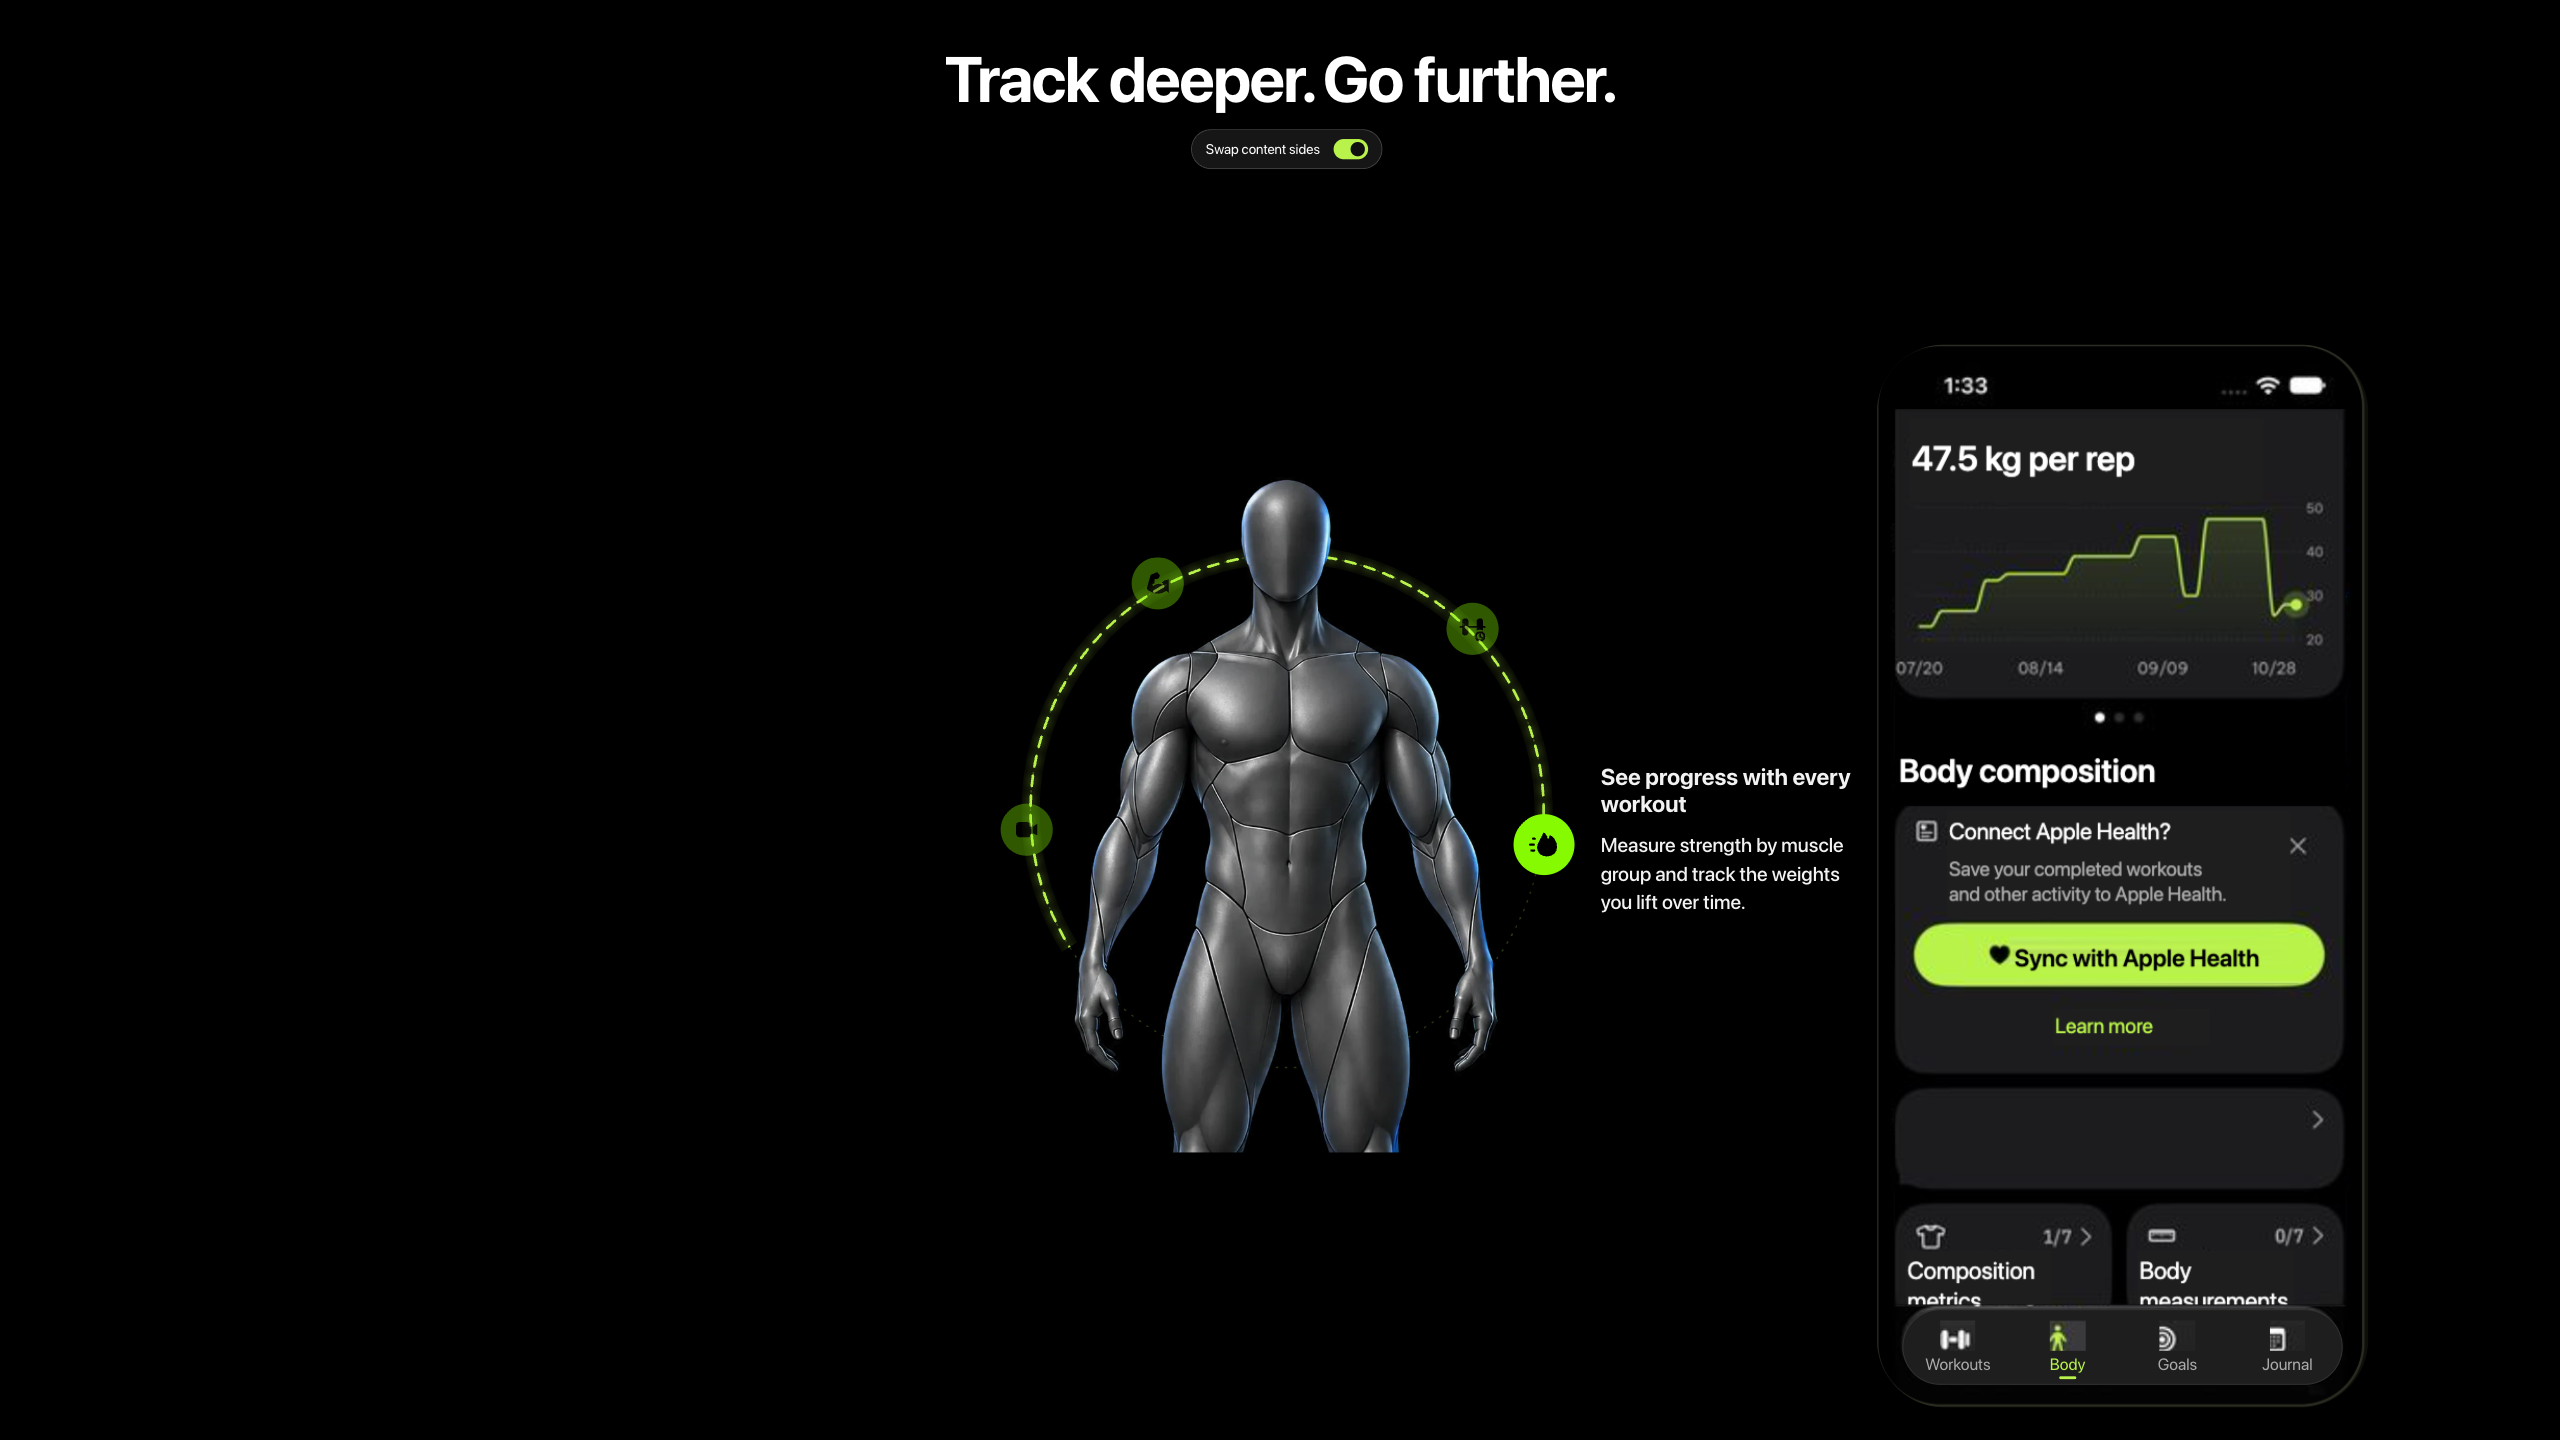 Track deeper. Go further.
Swap content sides
See progress with every
workout
Measure strength by muscle
group and track the weights
you lift over time.
1:33
47.5 kg per rep
50
40
30
20
07/20 08/14 09/09 10/28
Body composition
Connect Apple Health?
Save your completed workouts
and other activity to Apple Health.
Sync with Apple Health
Learn more
1/7
Composition
metrics
0/7
Body
measurements
Workouts Body Goals Journal